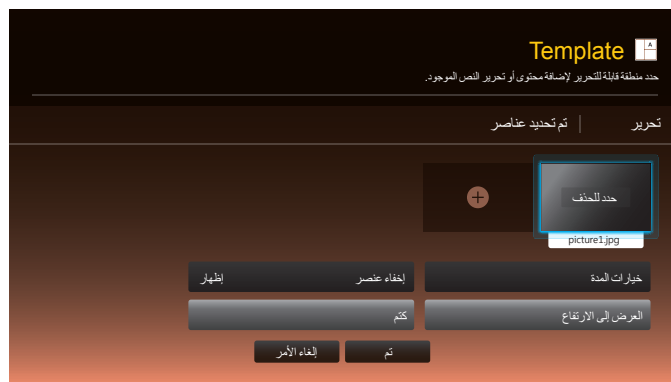 Template
حدد منطقة قابلة للتحرير لإضافة محتوى أو تحرير النص الموجود.
تحرير | تم تحديد عناصر
حدد للحذف
picture1.jpg
خيارات المدة إخفاء عنصر إظهار
العرض إلى الارتفاع كتم
تم إلغاء الأمر